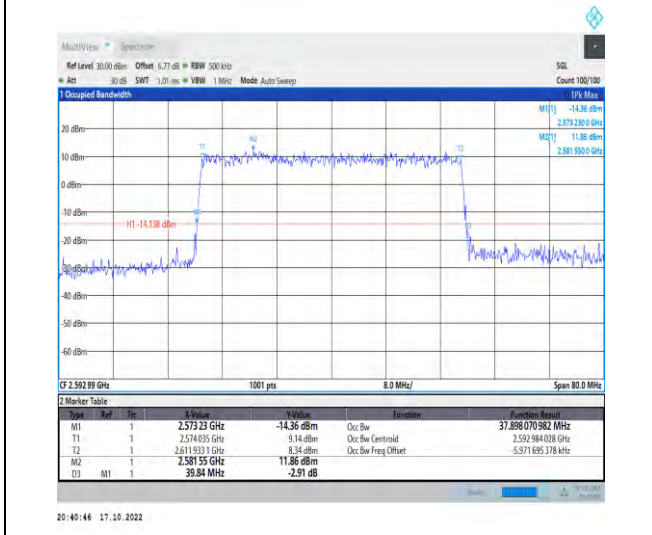 MultiView Spectrum
Ref Level 30.00 dBm Offset 6.77 dB RBW 500 kHz SGL
Att 30 dB SWT 1.01 ms VBW 1 MHz Mode Auto Sweep Count 100/100
1 Occupied Bandwidth 1Pk Max
M1[1] -14.36 dBm
2.573 230 0 GHz
M2[1] 11.86 dBm
2.581 550 0 GHz
20 dBm
M2
T1 T2
10 dBm
0 dBm
-10 dBm
H1 -14.138 dBm
-20 dBm
-30 dBm
-40 dBm
-50 dBm
-60 dBm
CF 2.592 99 GHz 1001 pts 8.0 MHz/ Span 80.0 MHz
2 Marker Table
Type Ref Trc X-Value Y-Value Function Function Result
M1 1 2.573 23 GHz -14.36 dBm Occ Bw 37.898 070 982 MHz
T1 1 2.574 035 GHz 9.14 dBm Occ Bw Centroid 2.592 984 028 GHz
T2 1 2.611 933 1 GHz 8.34 dBm Occ Bw Freq Offset -5.971 695 378 kHz
M2 1 2.581 55 GHz 11.86 dBm
D3 M1 1 39.84 MHz -2.91 dB
20:40:46 17.10.2022